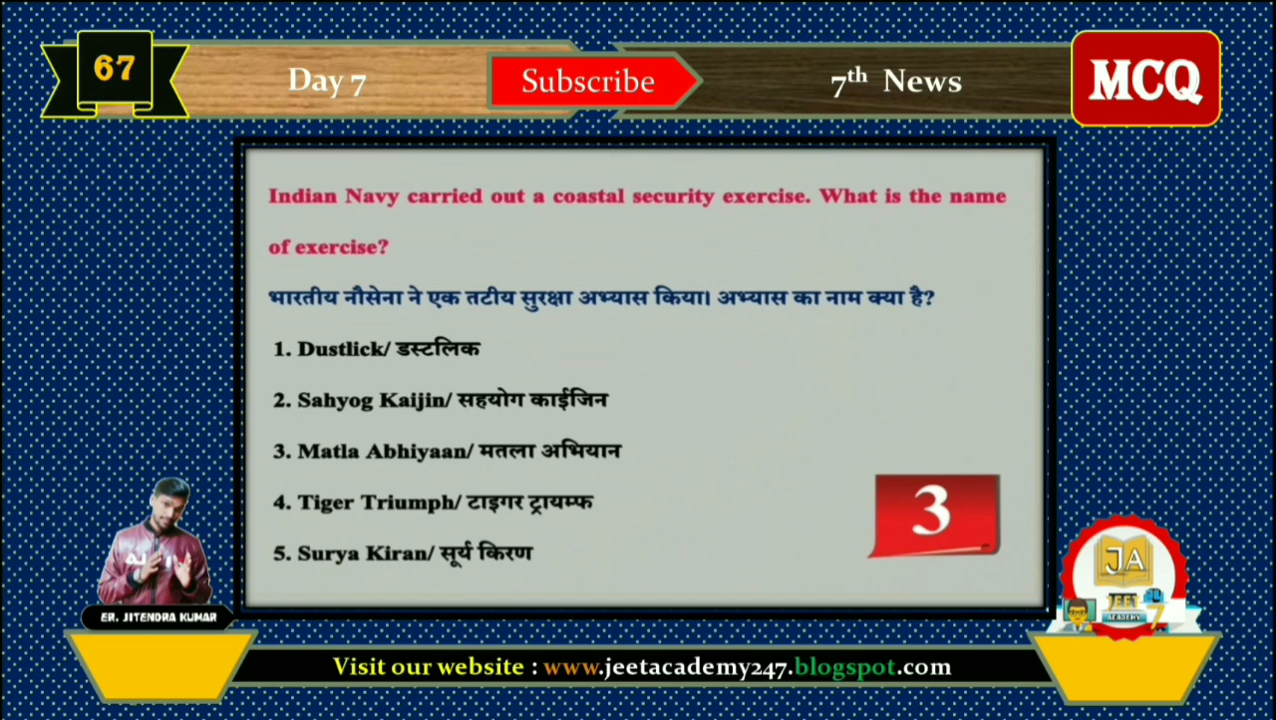 67
Day 7
Subscribe
7th News
MCQ
Indian Navy carried out a coastal security exercise. What is the name
of exercise?
भारतीय नौसेना ने एक तटीय सुरक्षा अभ्यास किया। अभ्यास का नाम क्या है?
1. Dustlick/ डस्टलिक
2. Sahyog Kaijin/ सहयोग काईजिन
3. Matla Abhiyaan/ मतला अभियान
4. Tiger Triumph/ टाइगर ट्रायम्फ
5. Surya Kiran/ सूर्य किरण
3
JA
JEET
ACADEMY
ER. JITENDRA KUMAR
Visit our website : www.jeetacademy247.blogspot.com